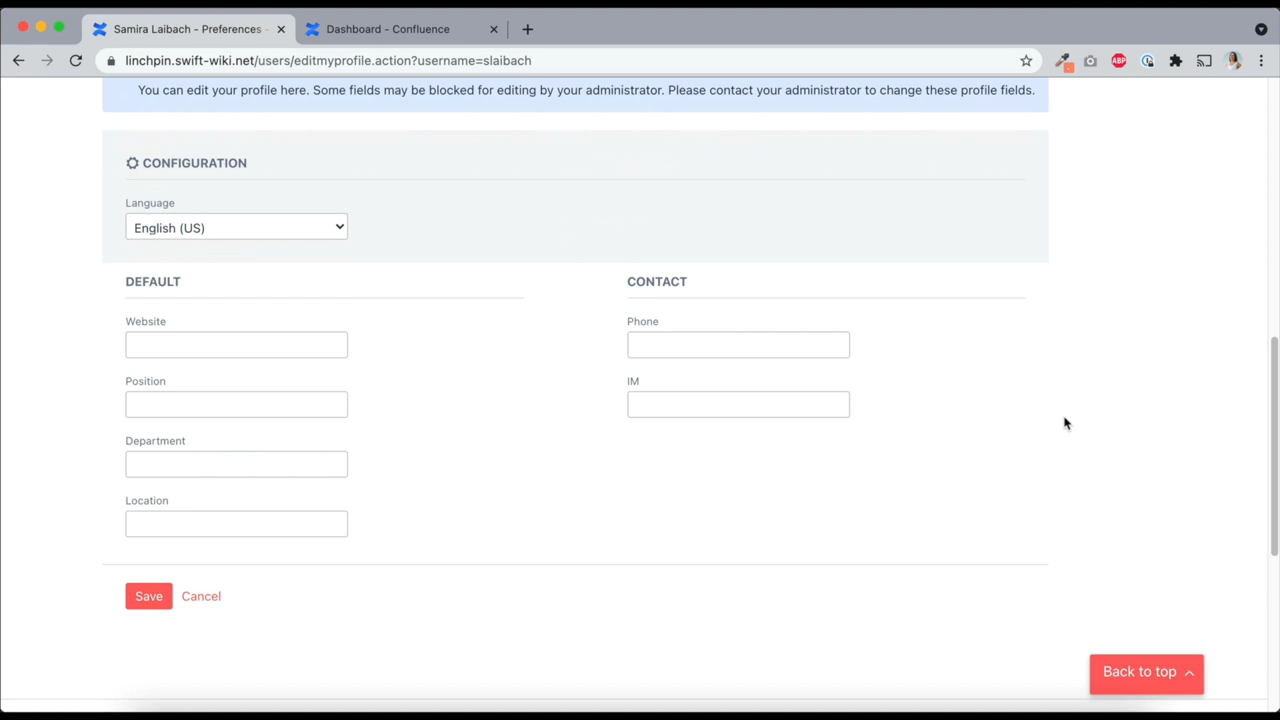 Samira Laibach - Preferences -
Dashboard - Confluence
linchpin.swift-wiki.net/users/editmyprofile.action?username=slaibach
ABP
You can edit your profile here. Some fields may be blocked for editing by your administrator. Please contact your administrator to change these profile fields.
CONFIGURATION
Language
English (US)
DEFAULT
CONTACT
Website
Phone
Position
IM
Department
Location
Save Cancel
Back to top